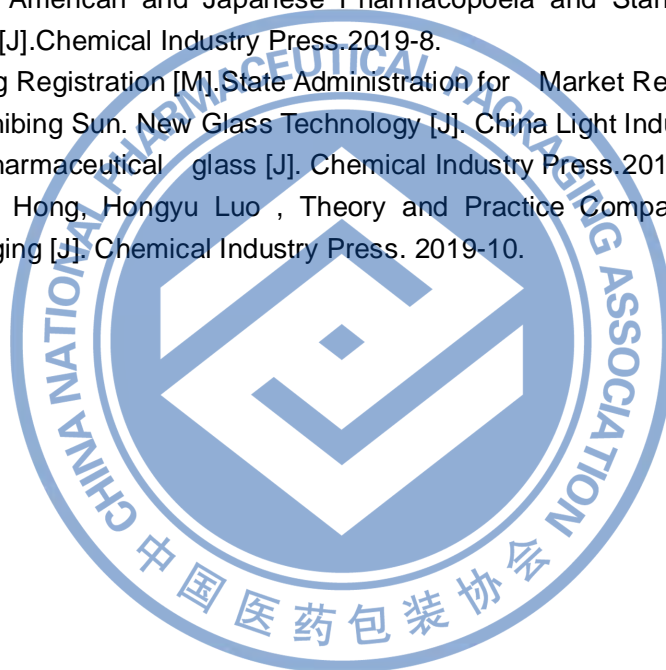 American and Japanese Pharmacopoeia and Stan
[J].Chemical Industry Press.2019-8.
g Registration [M].State Administration for Market Re
hibing Sun. New Glass Technology [J]. China Light Indu
harmaceutical glass [J]. Chemical Industry Press.201
Hong, Hongyu Luo , Theory and Practice Compa
ging [J]. Chemical Industry Press. 2019-10.
CHINA NATIONAL PHARMACEUTICAL PACKAGING ASSOCIATION
中国医药包装协会